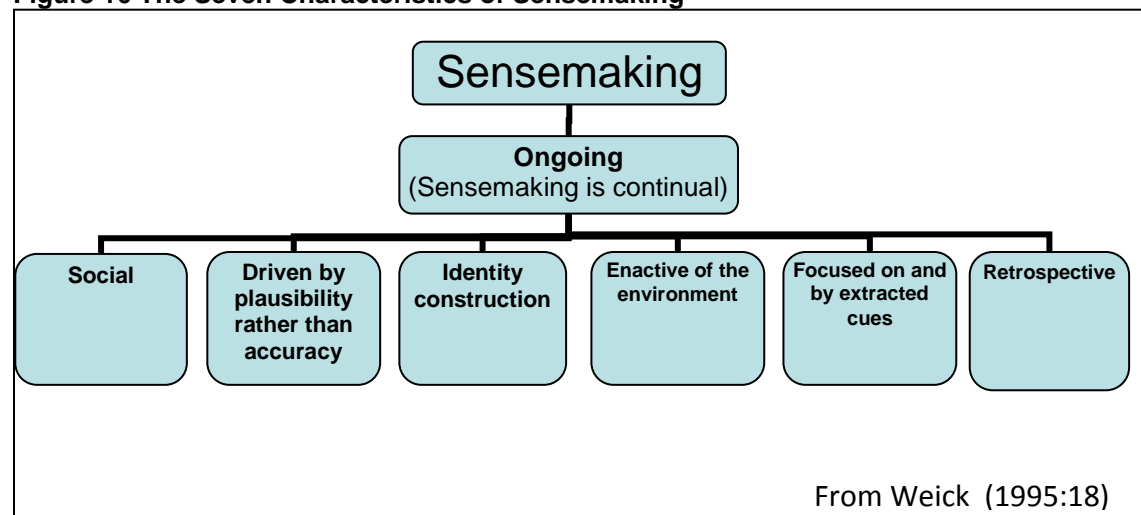 Figure 10 The Seven Characteristics of Sensemaking
Sensemaking
Ongoing
(Sensemaking is continual)
Social
Driven by
plausibility
rather than
accuracy
Identity
construction
Enactive of the
environment
Focused on and
by extracted
cues
Retrospective
From Weick (1995:18)